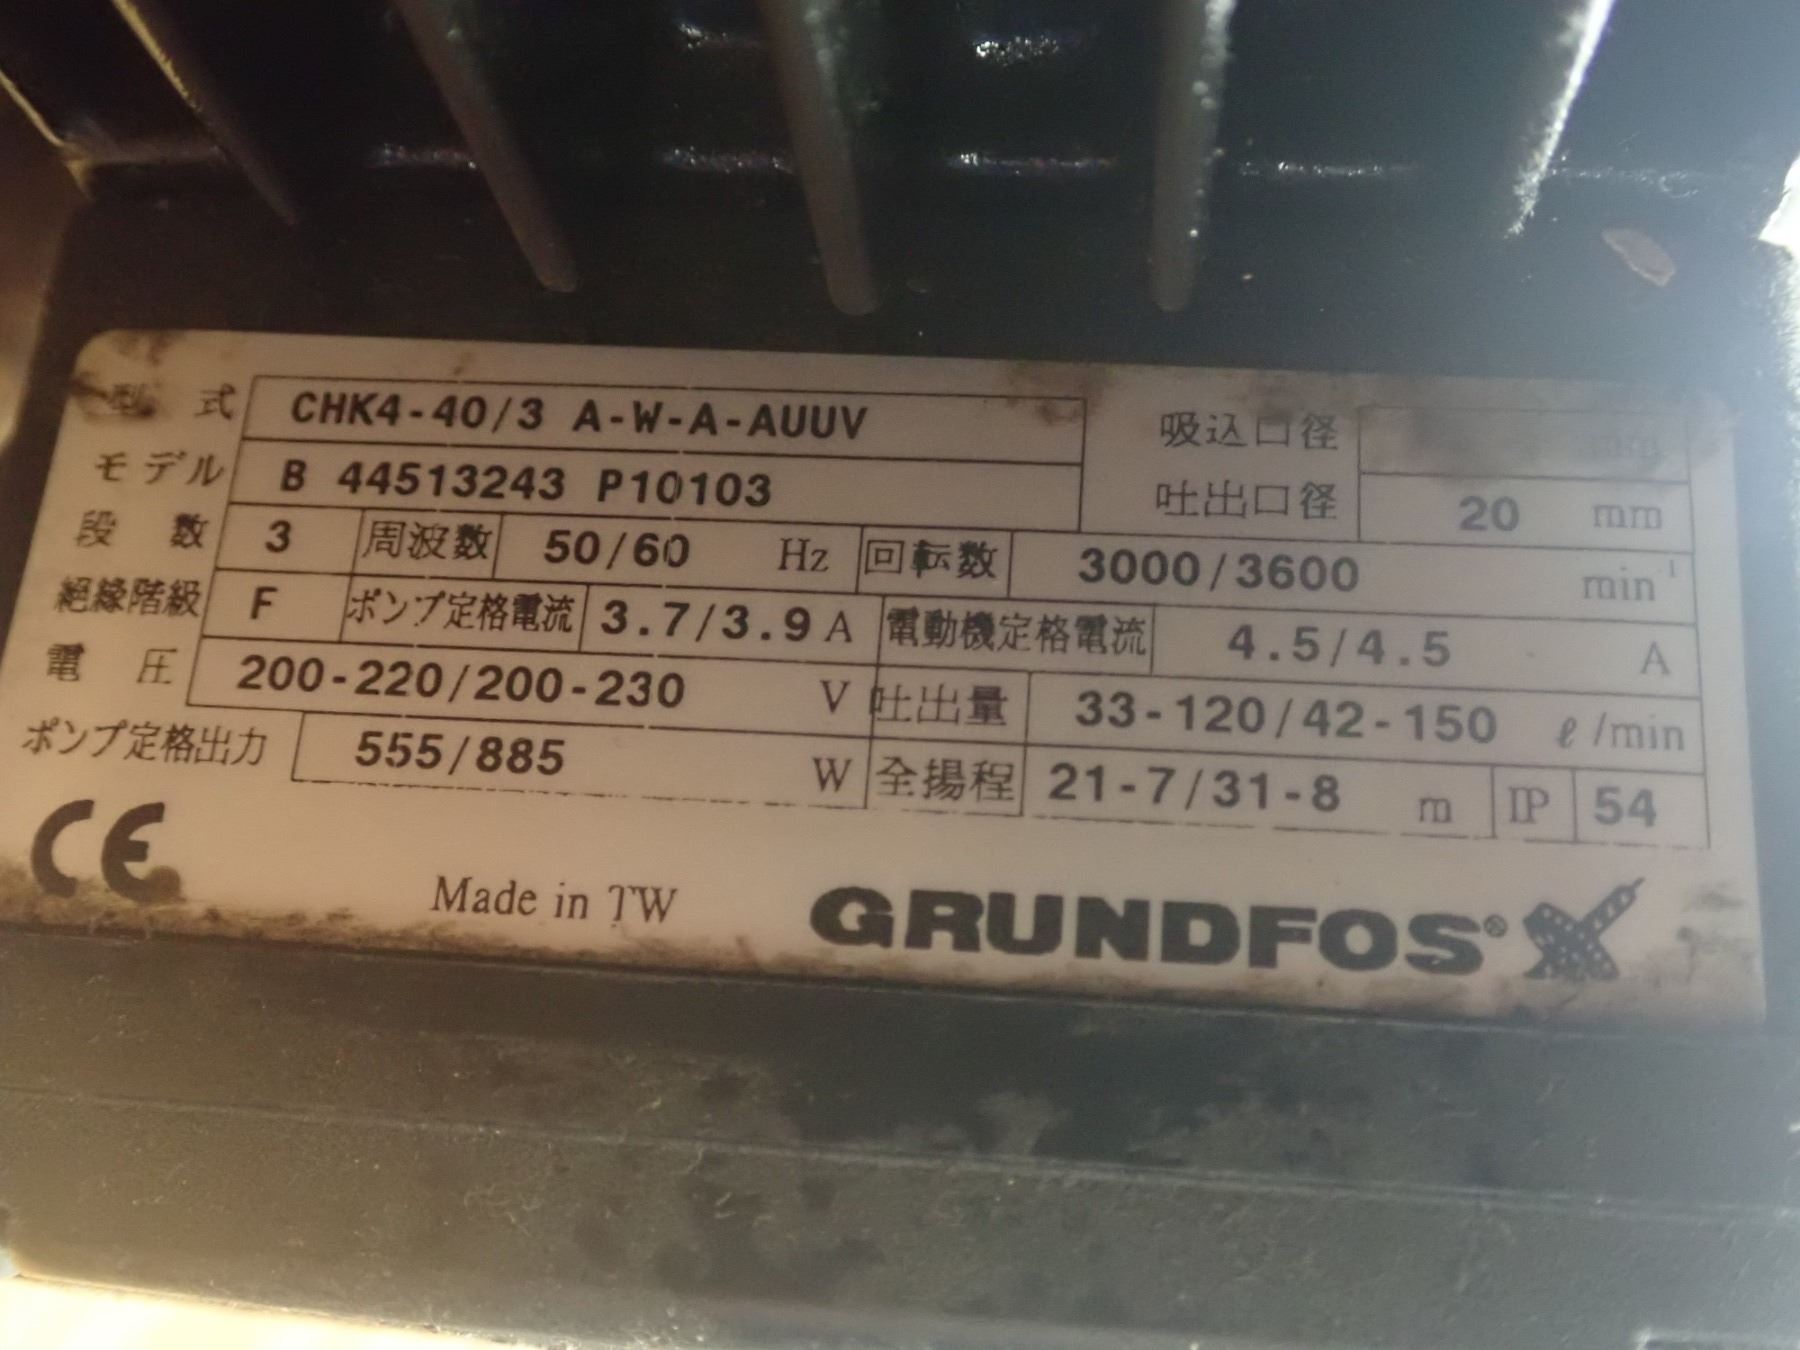 型式 CHK4-40/3 A-W-A-AUUV 吸込口径 mm
モデル B 44513243 P10103 吐出口径 20 mm
段数 3 周波数 50/60 Hz 回転数 3000/3600 min-1
絶縁階級 F ポンプ定格電流 3.7/3.9 A 電動機定格電流 4.5/4.5 A
電圧 200-220/200-230 V 吐出量 33-120/42-150 ℓ/min
ポンプ定格出力 555/885 W 全揚程 21-7/31-8 m IP 54
CE Made in TW GRUNDFOS®